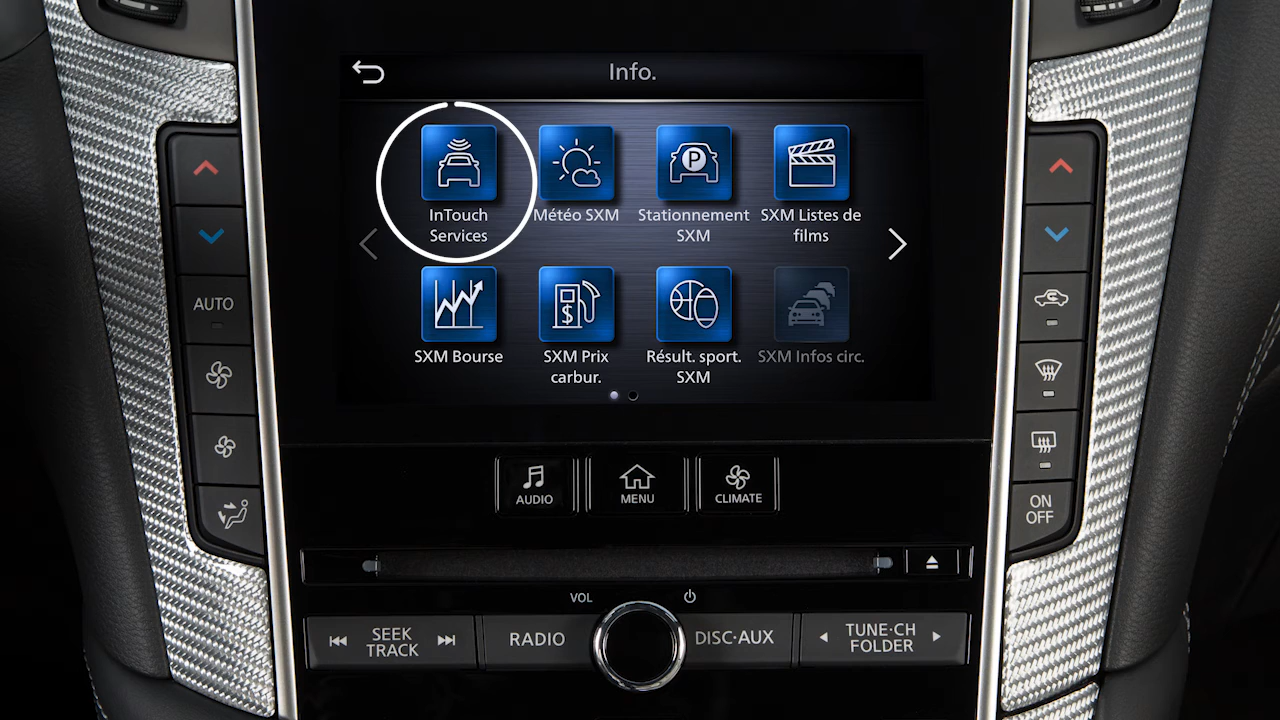 Info.
InTouch
Services
Météo SXM
Stationnement
SXM
SXM Listes de
films
SXM Bourse
SXM Prix
carbur.
Résult. sport.
SXM
SXM Infos circ.
P
$
AUTO
ON
OFF
AUDIO
MENU
CLIMATE
VOL
SEEK
TRACK
RADIO
DISC·AUX
TUNE·CH
FOLDER